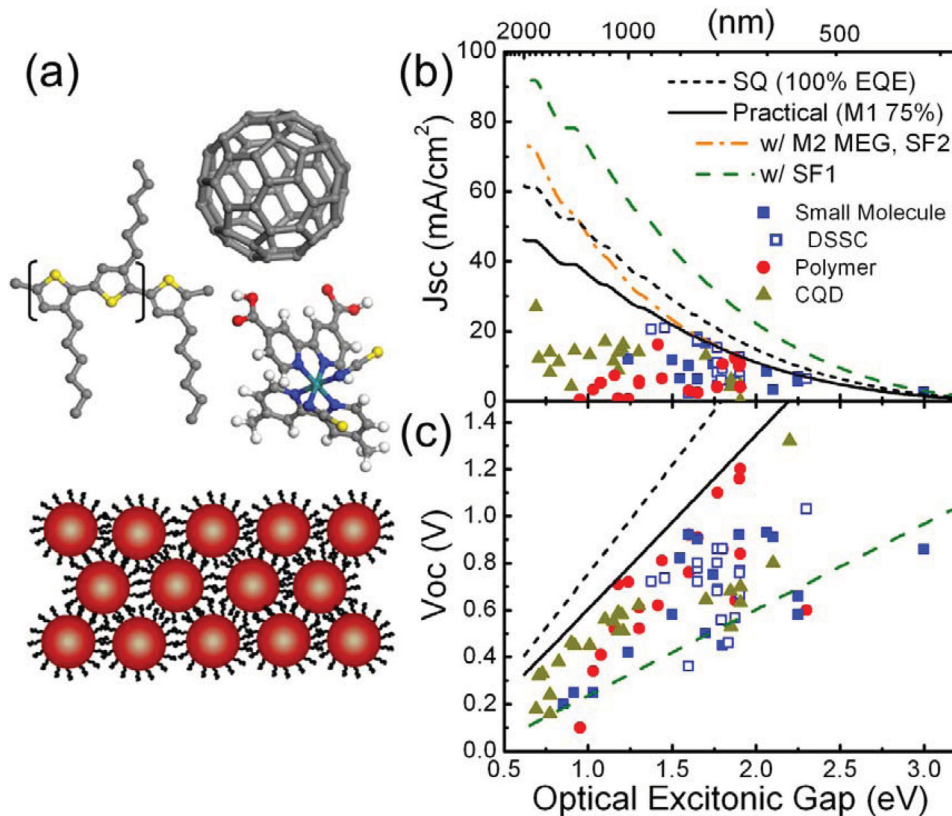 (a)
(nm)
2000 1000 500
(b)
100
80
60
40
20
0
Jsc (mA/cm²)
SQ (100% EQE)
Practical (M1 75%)
w/ M2 MEG, SF2
w/ SF1
Small Molecule
DSSC
Polymer
CQD
(c)
1.4
1.2
1.0
0.8
0.6
0.4
0.2
0.0
Voc (V)
0.5 1.0 1.5 2.0 2.5 3.0
Optical Excitonic Gap (eV)